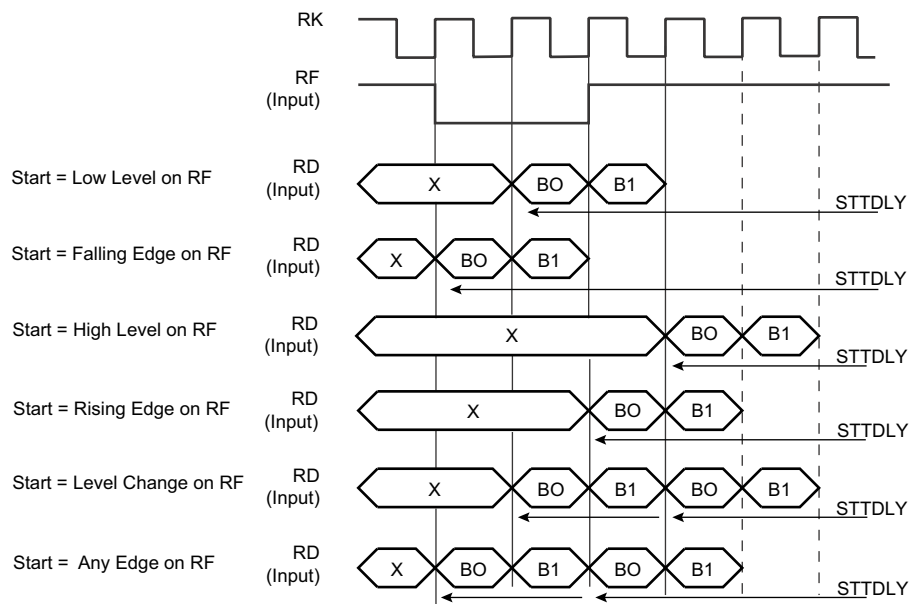 RK
RF
(Input)
Start = Low Level on RF
RD
(Input)
X
BO
B1
STTDLY
Start = Falling Edge on RF
RD
(Input)
X
BO
B1
STTDLY
Start = High Level on RF
RD
(Input)
X
BO
B1
STTDLY
Start = Rising Edge on RF
RD
(Input)
X
BO
B1
STTDLY
Start = Level Change on RF
RD
(Input)
X
BO
B1
BO
B1
STTDLY
Start = Any Edge on RF
RD
(Input)
X
BO
B1
BO
B1
STTDLY